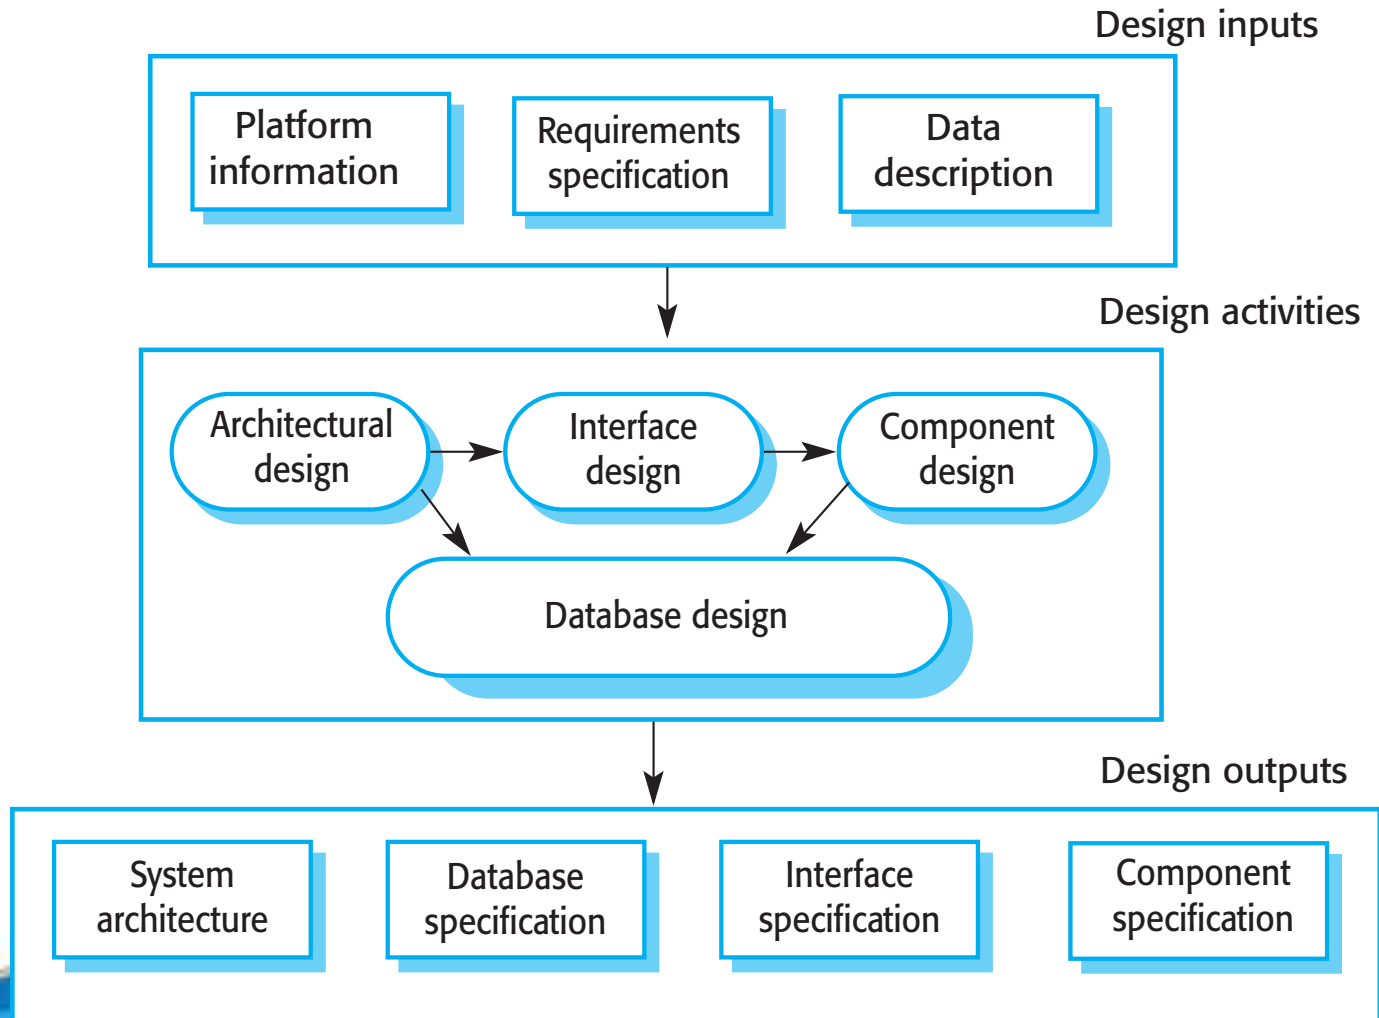 Design inputs
Platform
information
Requirements
specification
Data
description
Design activities
Architectural
design
Interface
design
Component
design
Database design
Design outputs
System
architecture
Database
specification
Interface
specification
Component
specification